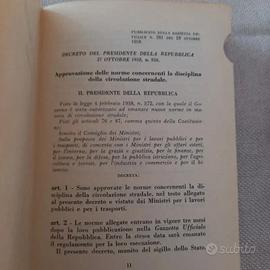 PUBBLICATO NELLA GAZZETTA UF-
FICIALE N. 261 DEL 29 OTTOBRE
1958.
DECRETO DEL PRESIDENTE DELLA REPUBBLICA
27 OTTOBRE 1958, n. 956.
Approvazione delle norme concernenti la disciplina
della circolazione stradale.
IL PRESIDENTE DELLA REPUBBLICA
Vista la legge 4 febbraio 1958, n. 572, con la quale il Go-
verno è stato autorizzato ad emanare nuove norme in ma-
teria di circolazione stradale;
Visti gli articoli 76 e 87, comma quinto della Costituzio-
ne;
Sentito il Consiglio dei Ministri;
Sulla proposta dei Ministri per i lavori pubblici e per i
trasporti, di concerto con i Ministri per gli affari esteri, per
l'interno, per la grazia e giustizia, per le finanze, per il
tesoro, per la difesa, per la pubblica istruzione, per l'agri-
coltura e foreste, per l'industria e commercio e per il
DECRETA:
art. 1 - Sono approvate le norme concernenti la di-
sciplina della circolazione stradale, nel testo allegato
al presente decreto e vistato dai Ministri per i lavori
pubblici e per i trasporti.
art. 2 - Le norme allegate entrano in vigore tre mesi
dopo la loro pubblicazione nella Gazzetta Ufficiale
della Repubblica. Entro la stessa data sarà emanato
il regolamento per la loro esecuzione.
Il presente decreto, munito del sigillo dello Stato,
11
subito